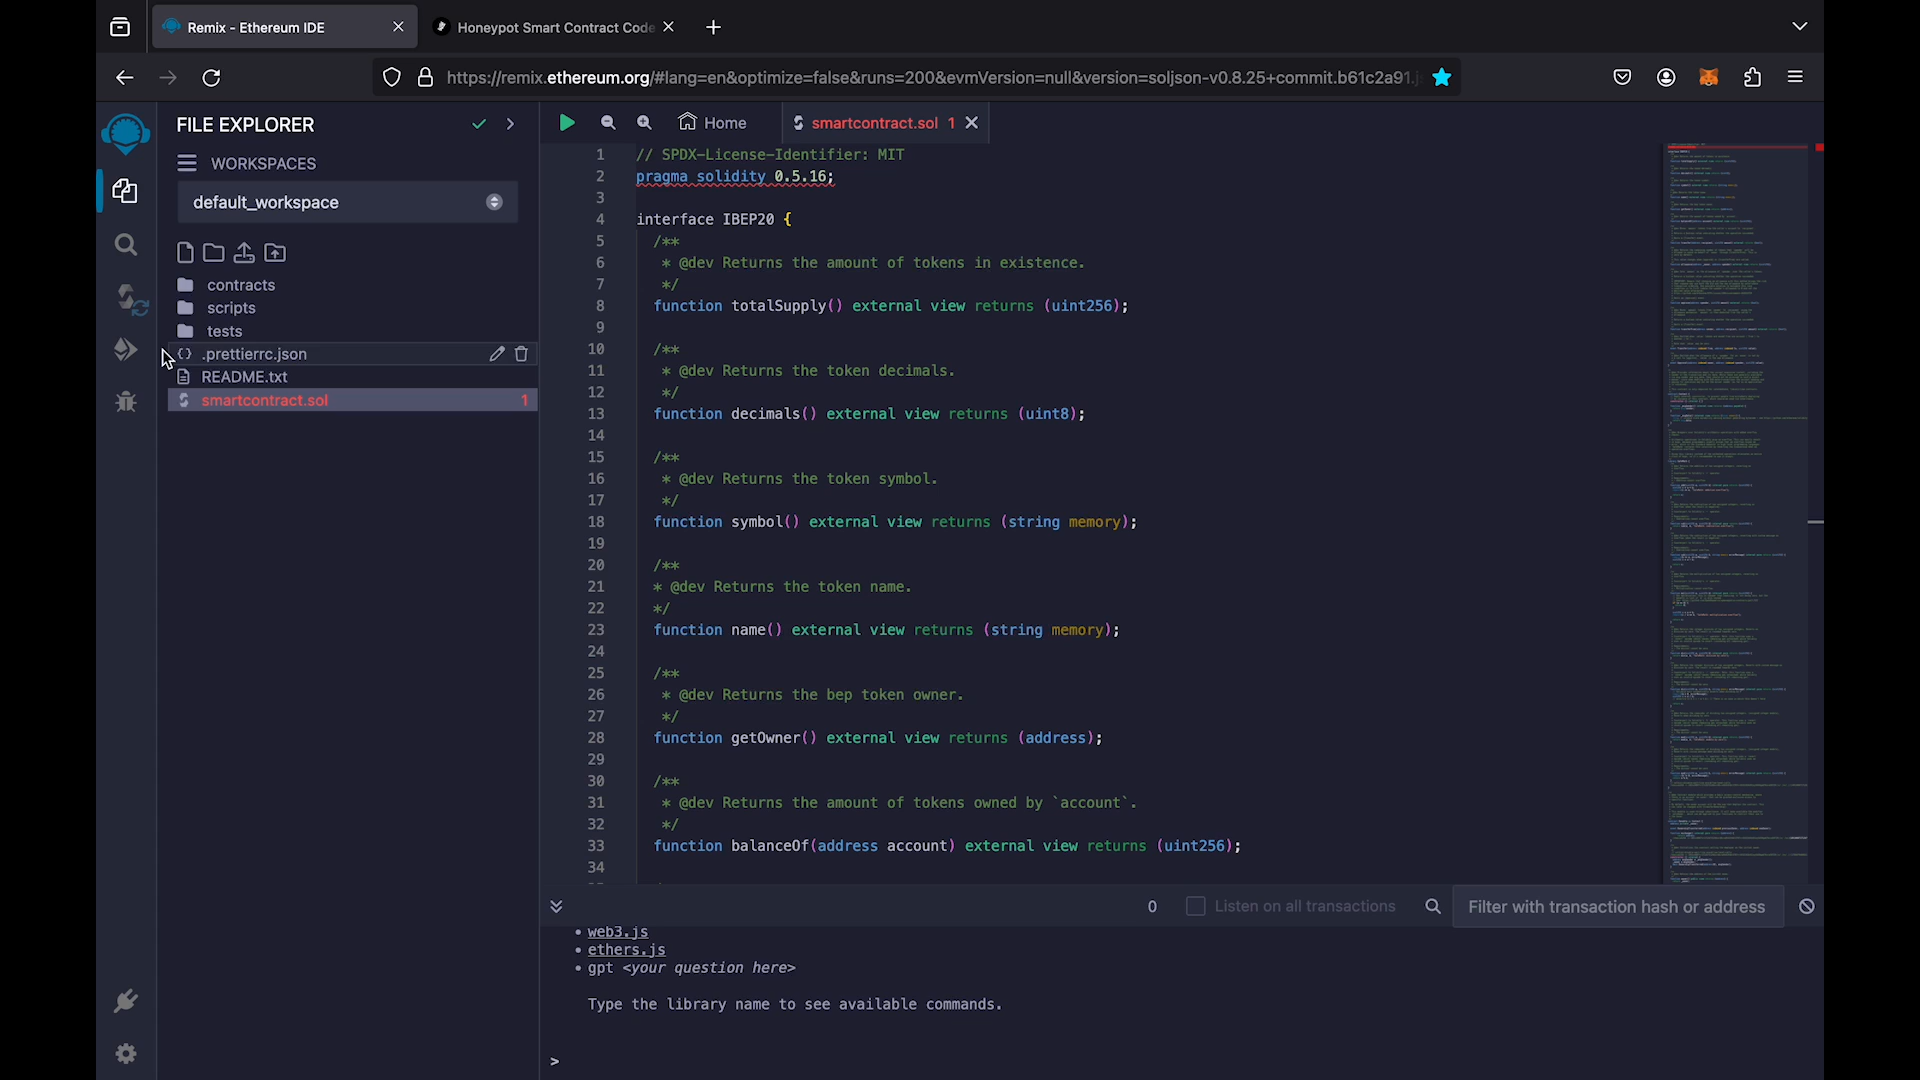 Remix - Ethereum IDE
Honeypot Smart Contract Code
https://remix.ethereum.org/#lang=en&optimize=false&runs=200&evmVersion=null&version=soljson-v0.8.25+commit.b61c2a91.j
FILE EXPLORER
WORKSPACES
default_workspace
contracts
scripts
tests
.prettierrc.json
README.txt
smartcontract.sol 1
Home
smartcontract.sol 1
1 // SPDX-License-Identifier: MIT
2 pragma solidity 0.5.16;
3
4 interface IBEP20 {
5 /**
6 * @dev Returns the amount of tokens in existence.
7 */
8 function totalSupply() external view returns (uint256);
9
10 /**
11 * @dev Returns the token decimals.
12 */
13 function decimals() external view returns (uint8);
14
15 /**
16 * @dev Returns the token symbol.
17 */
18 function symbol() external view returns (string memory);
19
20 /**
21 * @dev Returns the token name.
22 */
23 function name() external view returns (string memory);
24
25 /**
26 * @dev Returns the bep token owner.
27 */
28 function getOwner() external view returns (address);
29
30 /**
31 * @dev Returns the amount of tokens owned by `account`.
32 */
33 function balanceOf(address account) external view returns (uint256);
34
0
Listen on all transactions
Filter with transaction hash or address
• web3.js
• ethers.js
• gpt <your question here>
Type the library name to see available commands.
>